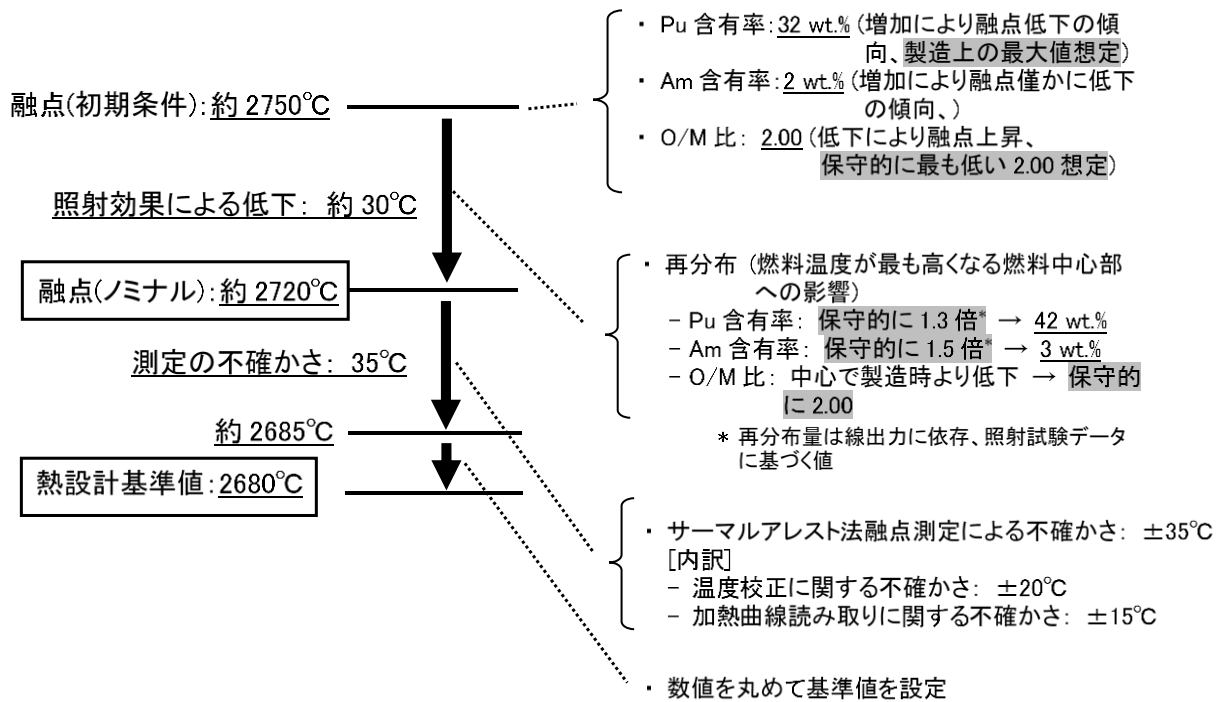 融点(初期条件): 約 2750℃
照射効果による低下: 約 30℃
融点(ノミナル): 約 2720℃
測定の不確かさ: 35℃
約 2685℃
熱設計基準値: 2680℃
・ Pu 含有率: 32 wt.% (増加により融点低下の傾
向、製造上の最大値想定)
・ Am 含有率: 2 wt.% (増加により融点僅かに低下
の傾向、)
・ O/M 比: 2.00 (低下により融点上昇、
保守的に最も低い 2.00 想定)
・ 再分布 (燃料温度が最も高くなる燃料中心部
への影響)
- Pu 含有率: 保守的に 1.3 倍* → 42 wt.%
- Am 含有率: 保守的に 1.5 倍* → 3 wt.%
- O/M 比: 中心で製造時より低下 → 保守的
に 2.00
* 再分布量は線出力に依存、照射試験データ
に基づく値
・ サーマルアレスト法融点測定による不確かさ: ±35℃
[内訳]
- 温度校正に関する不確かさ: ±20℃
- 加熱曲線読み取りに関する不確かさ: ±15℃
・ 数値を丸めて基準値を設定